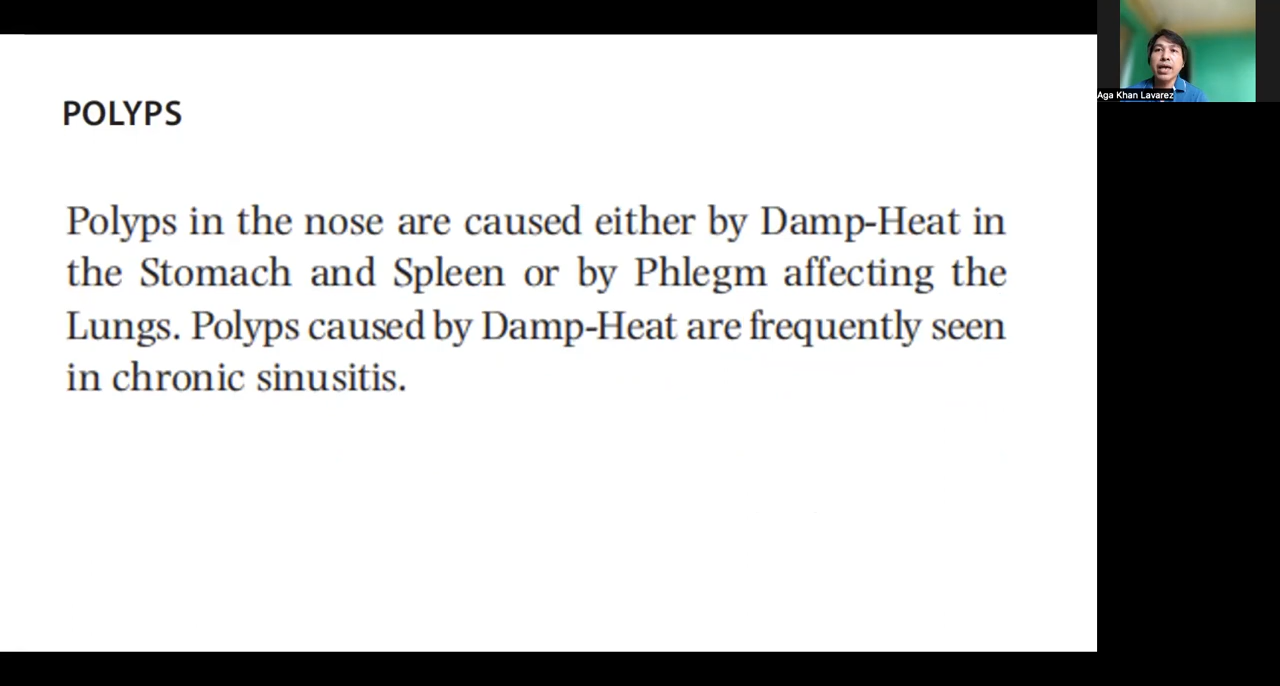 POLYPS
Polyps in the nose are caused either by Damp-Heat in
the Stomach and Spleen or by Phlegm affecting the
Lungs. Polyps caused by Damp-Heat are frequently seen
in chronic sinusitis.
Aga Khan Lavarez